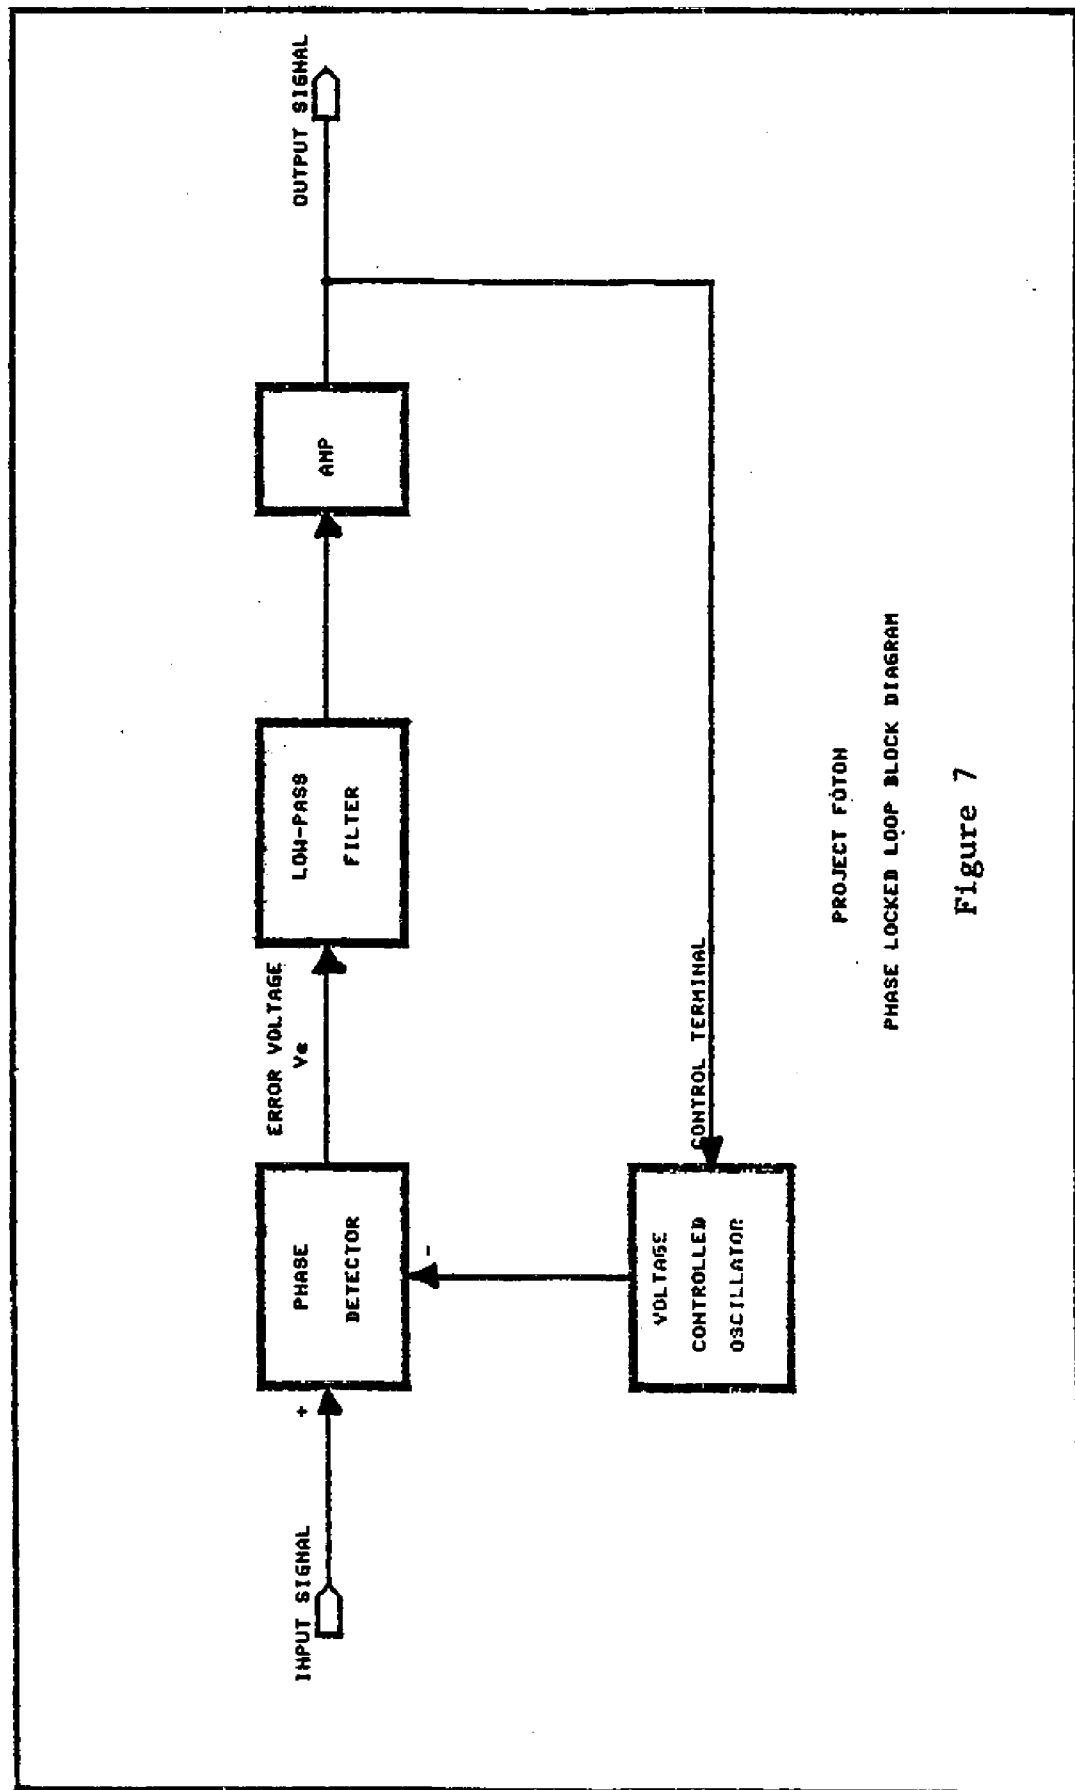 INPUT SIGNAL
+
PHASE
DETECTOR
-
ERROR VOLTAGE
Ve
LOW-PASS
FILTER
AMP
OUTPUT SIGNAL
VOLTAGE
CONTROLLED
OSCILLATOR
CONTROL TERMINAL
PROJECT FOTON
PHASE LOCKED LOOP BLOCK DIAGRAM
Figure 7